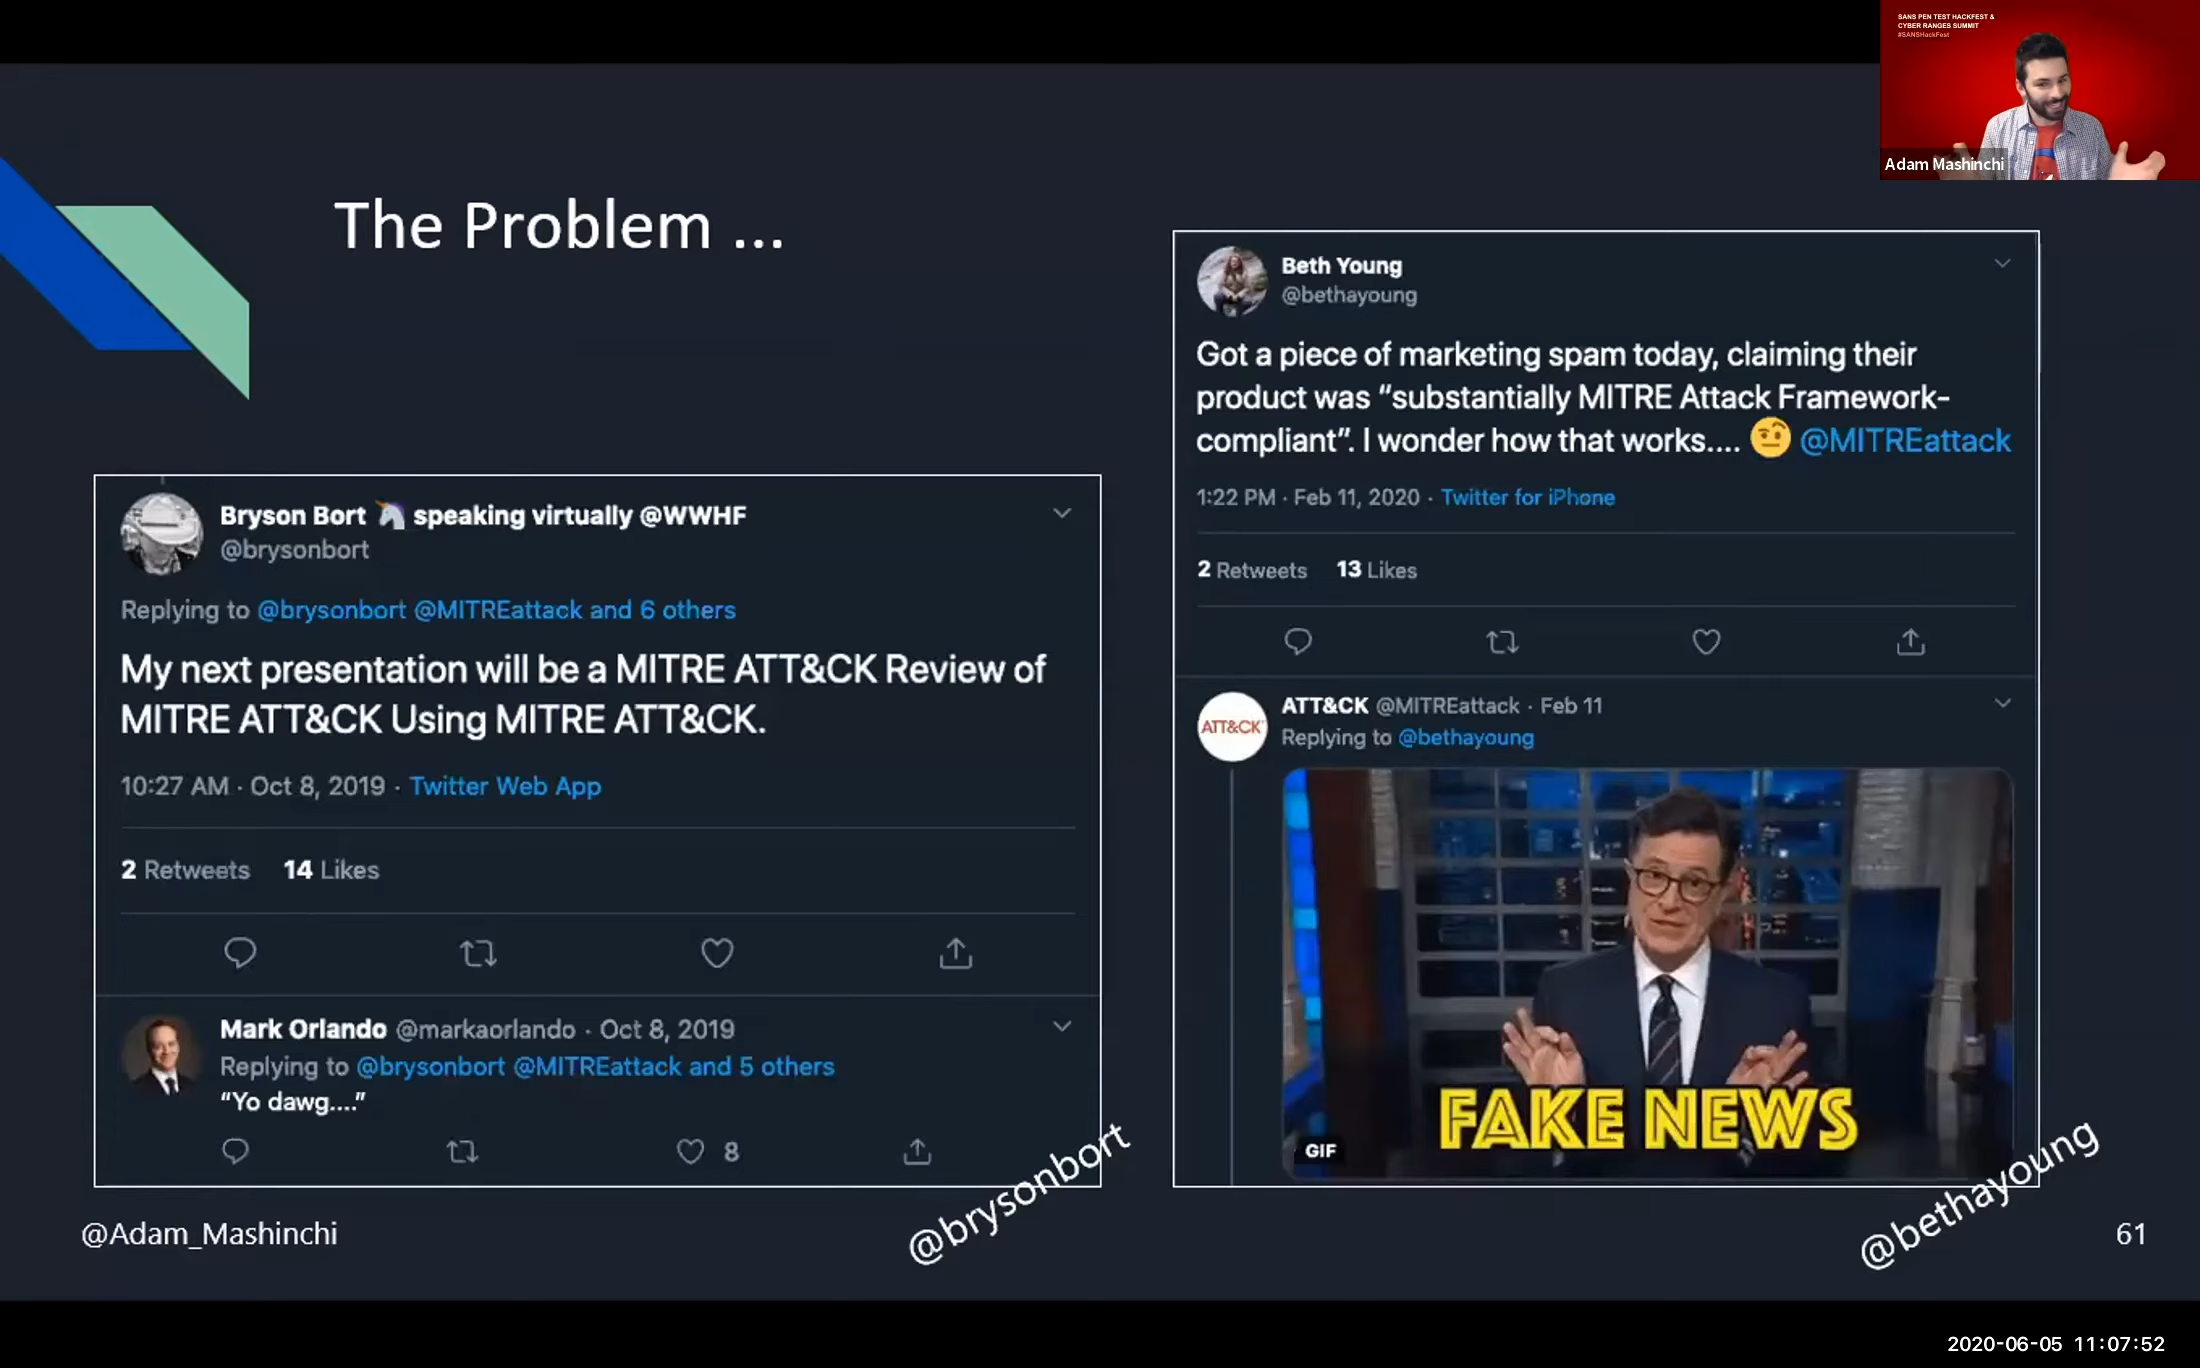 SANS PEN TEST HACKFEST &
CYBER RANGES SUMMIT
#SANSHackFest
Adam Mashinchi
The Problem ...
Bryson Bort 🦄 speaking virtually @WWHF
@brysonbort
Replying to @brysonbort @MITREattack and 6 others
My next presentation will be a MITRE ATT&CK Review of
MITRE ATT&CK Using MITRE ATT&CK.
10:27 AM · Oct 8, 2019 · Twitter Web App
2 Retweets 14 Likes
Mark Orlando @markaorlando · Oct 8, 2019
Replying to @brysonbort @MITREattack and 5 others
“Yo dawg....”
8
@brysonbort
Beth Young
@bethayoung
Got a piece of marketing spam today, claiming their
product was “substantially MITRE Attack Framework-
compliant”. I wonder how that works.... 🤨 @MITREattack
1:22 PM · Feb 11, 2020 · Twitter for iPhone
2 Retweets 13 Likes
ATT&CK
ATT&CK @MITREattack · Feb 11
Replying to @bethayoung
FAKE NEWS
GIF
@bethayoung
@Adam_Mashinchi
61
2020-06-05 11:07:52